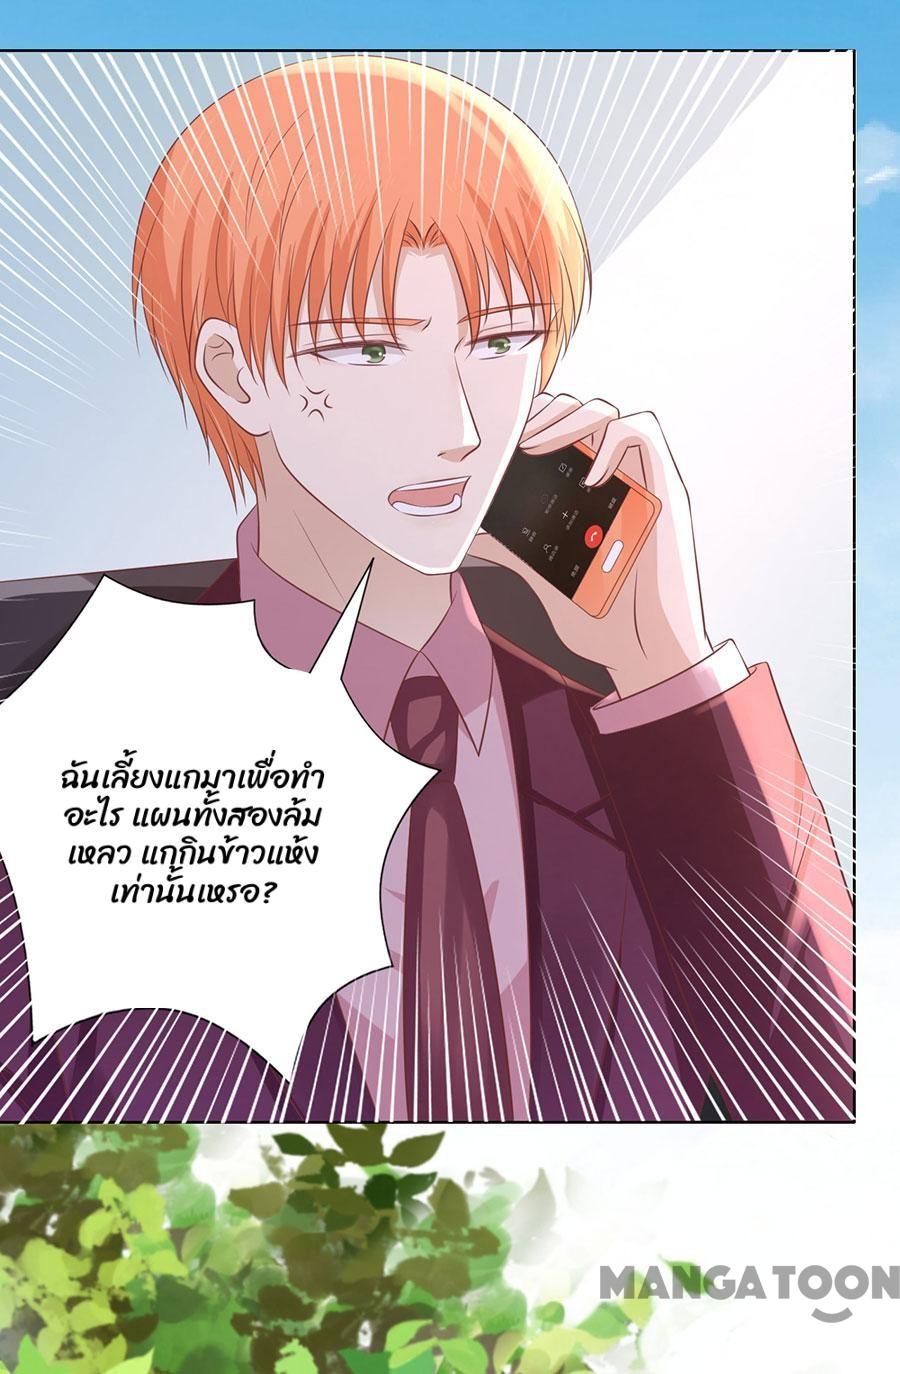 ฉันเลี้ยงแกมาเพื่อทำ
อะไร แผนทั้งสองล้ม
เหลว แกกินข้าวแห้ง
เท่านั้นเหรอ?
MANGATOON